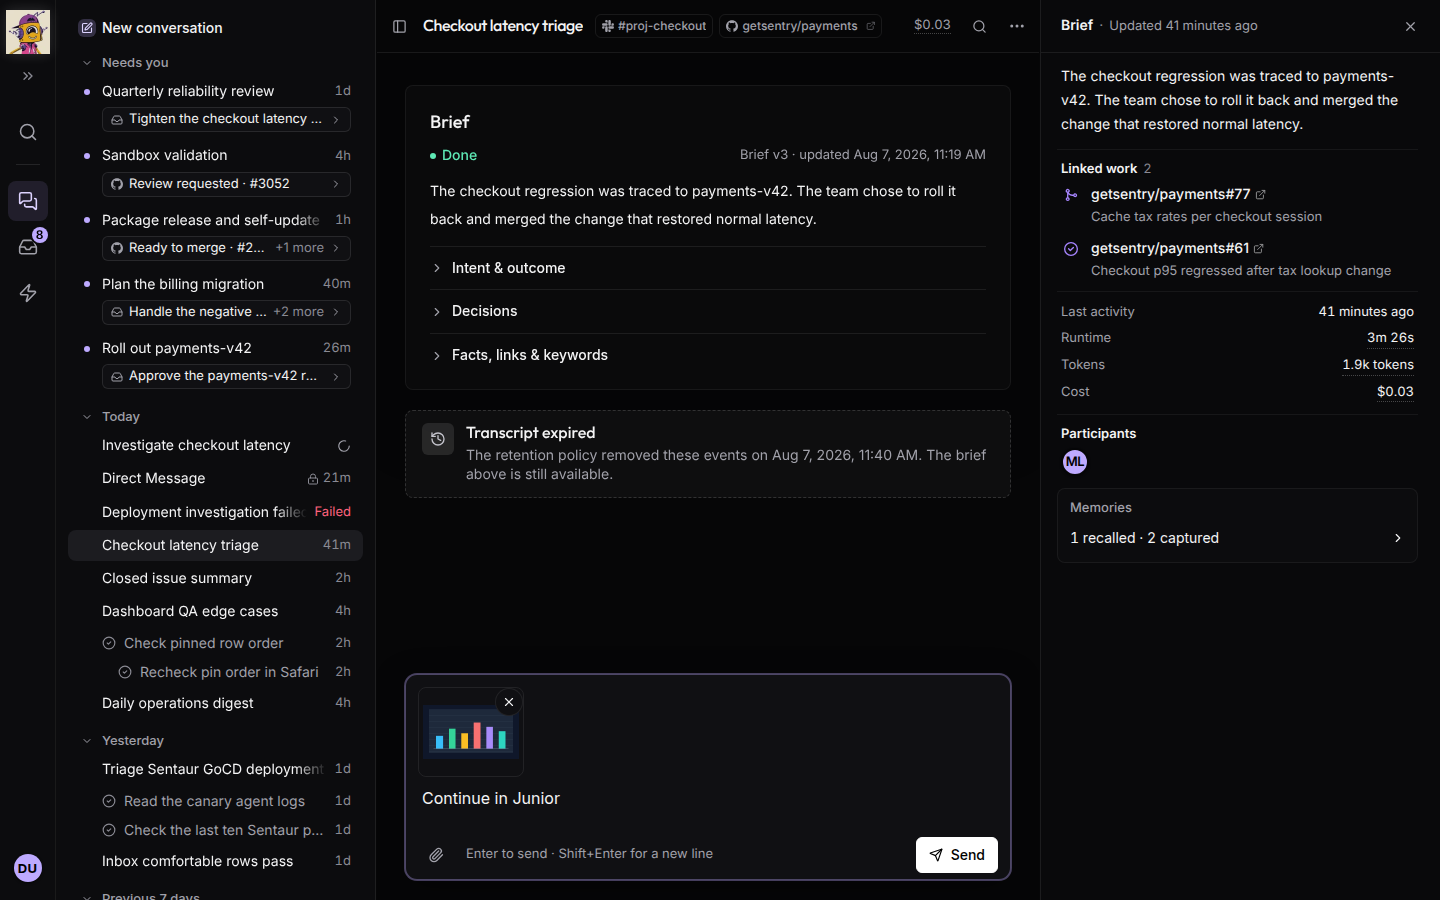 New conversation
Needs you
Quarterly reliability review 1d
Tighten the checkout latency ...
Sandbox validation 4h
Review requested · #3052
Package release and self-update 1h
Ready to merge · #2... +1 more
Plan the billing migration 40m
Handle the negative ... +2 more
Roll out payments-v42 26m
Approve the payments-v42 r...
Today
Investigate checkout latency
Direct Message 21m
Deployment investigation failed Failed
Checkout latency triage 41m
Closed issue summary 2h
Dashboard QA edge cases 4h
Check pinned row order 2h
Recheck pin order in Safari 2h
Daily operations digest 4h
Yesterday
Triage Sentaur GoCD deployment 1d
Read the canary agent logs 1d
Check the last ten Sentaur p... 1d
Inbox comfortable rows pass 1d
Previous 7 days
8
DU
Checkout latency triage #proj-checkout getsentry/payments $0.03
Brief
Done Brief v3 · updated Aug 7, 2026, 11:19 AM
The checkout regression was traced to payments-v42. The team chose to roll it
back and merged the change that restored normal latency.
Intent & outcome
Decisions
Facts, links & keywords
Transcript expired
The retention policy removed these events on Aug 7, 2026, 11:40 AM. The brief
above is still available.
Continue in Junior
Enter to send · Shift+Enter for a new line Send
Brief · Updated 41 minutes ago
The checkout regression was traced to payments-
v42. The team chose to roll it back and merged the
change that restored normal latency.
Linked work 2
getsentry/payments#77
Cache tax rates per checkout session
getsentry/payments#61
Checkout p95 regressed after tax lookup change
Last activity 41 minutes ago
Runtime 3m 26s
Tokens 1.9k tokens
Cost $0.03
Participants
ML
Memories
1 recalled · 2 captured